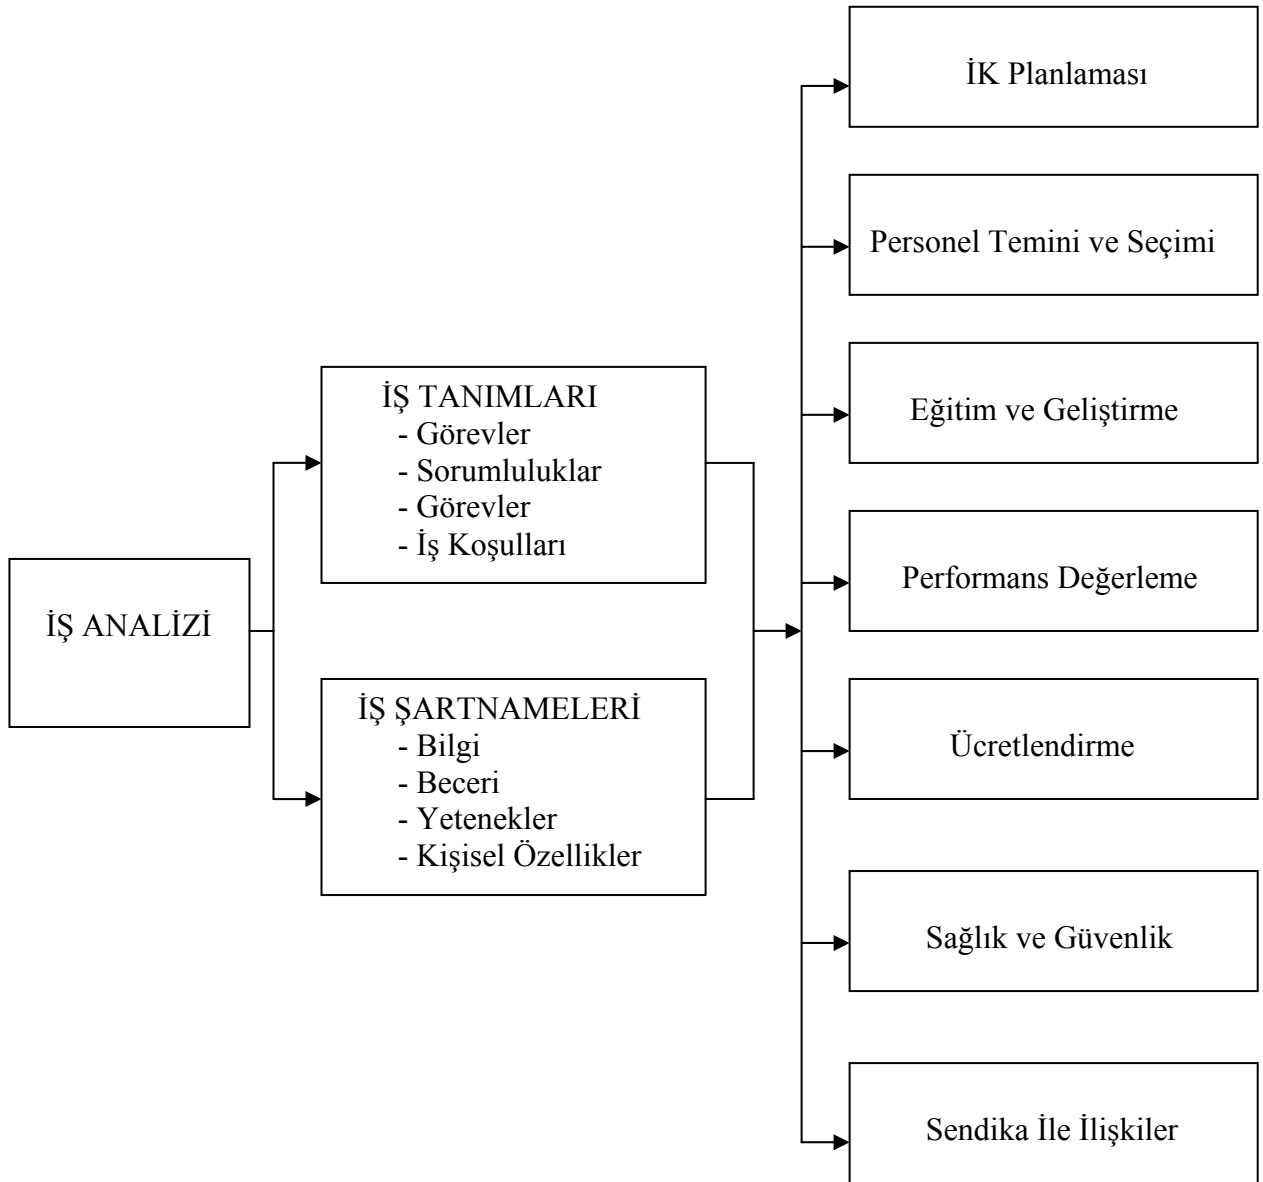 İŞ ANALİZİ
İŞ TANIMLARI
- Görevler
- Sorumluluklar
- Görevler
- İş Koşulları
İŞ ŞARTNAMELERİ
- Bilgi
- Beceri
- Yetenekler
- Kişisel Özellikler
İK Planlaması
Personel Temini ve Seçimi
Eğitim ve Geliştirme
Performans Değerleme
Ücretlendirme
Sağlık ve Güvenlik
Sendika İle İlişkiler